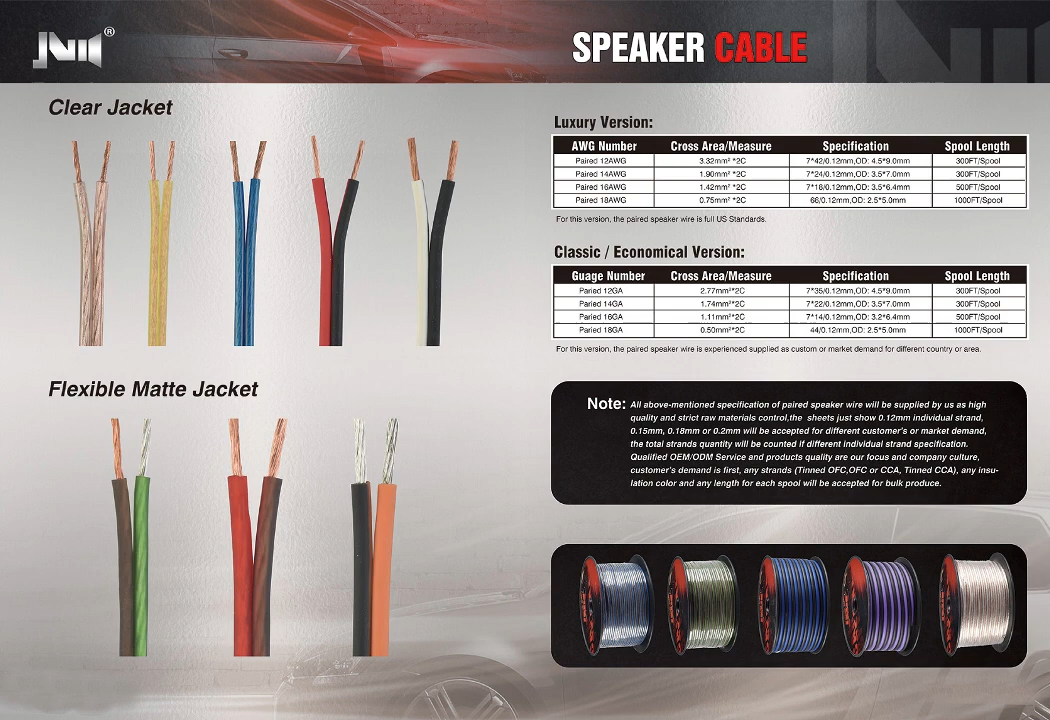 JNII®
SPEAKER CABLE
Clear Jacket
Flexible Matte Jacket
Luxury Version:
AWG Number Cross Area/Measure Specification Spool Length
Paired 12AWG 3.32mm² *2C 7*42/0.12mm,OD: 4.5*9.0mm 300FT/Spool
Paired 14AWG 1.90mm² *2C 7*24/0.12mm,OD: 3.5*7.0mm 300FT/Spool
Paired 16AWG 1.42mm² *2C 7*18/0.12mm,OD: 3.5*6.4mm 500FT/Spool
Paired 18AWG 0.75mm² *2C 66/0.12mm,OD: 2.5*5.0mm 1000FT/Spool
For this version, the paired speaker wire is full US Standards.
Classic / Economical Version:
Guage Number Cross Area/Measure Specification Spool Length
Paried 12GA 2.77mm²*2C 7*35/0.12mm,OD: 4.5*9.0mm 300FT/Spool
Paried 14GA 1.74mm²*2C 7*22/0.12mm,OD: 3.5*7.0mm 300FT/Spool
Paried 16GA 1.11mm²*2C 7*14/0.12mm,OD: 3.2*6.4mm 500FT/Spool
Paried 18GA 0.50mm²*2C 44/0.12mm,OD: 2.5*5.0mm 1000FT/Spool
For this version, the paired speaker wire is experienced supplied as custom or market demand for different country or area.
Note: All above-mentioned specification of paired speaker wire will be supplied by us as high
quality and strict raw materials control,the sheets just show 0.12mm individual strand,
0.15mm, 0.18mm or 0.2mm will be accepted for different customer's or market demand,
the total strands quantity will be counted if different individual strand specification.
Qualified OEM/ODM Service and products quality are our focus and company culture,
customer's demand is first, any strands (Tinned OFC,OFC or CCA, Tinned CCA), any insu-
lation color and any length for each spool will be accepted for bulk produce.